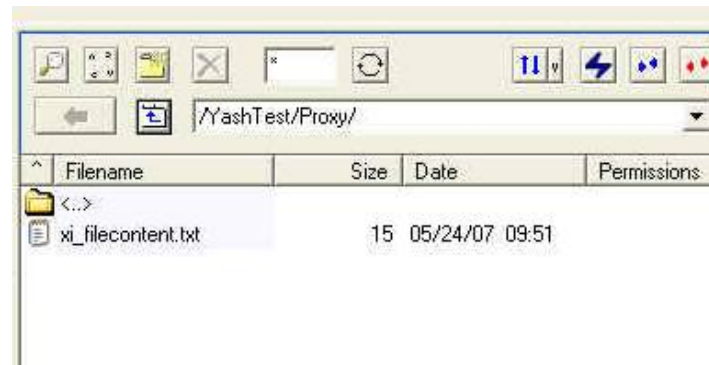 *
/YashTest/Proxy/
^ Filename Size Date Permissions
<..>
xi_filecontent.txt 15 05/24/07 09:51